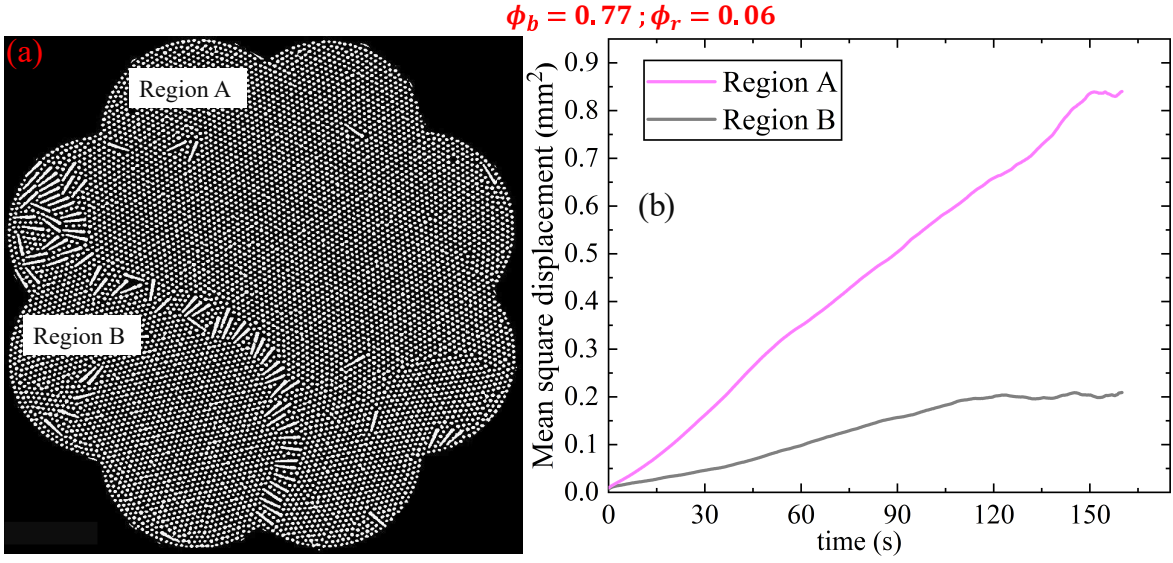 ϕ_b = 0.77 ; ϕ_r = 0.06
(a)
Region A
Region B
Mean square displacement (mm²)
0.9
0.8
0.7
0.6
0.5
0.4
0.3
0.2
0.1
0.0
Region A
Region B
(b)
0 30 60 90 120 150
time (s)